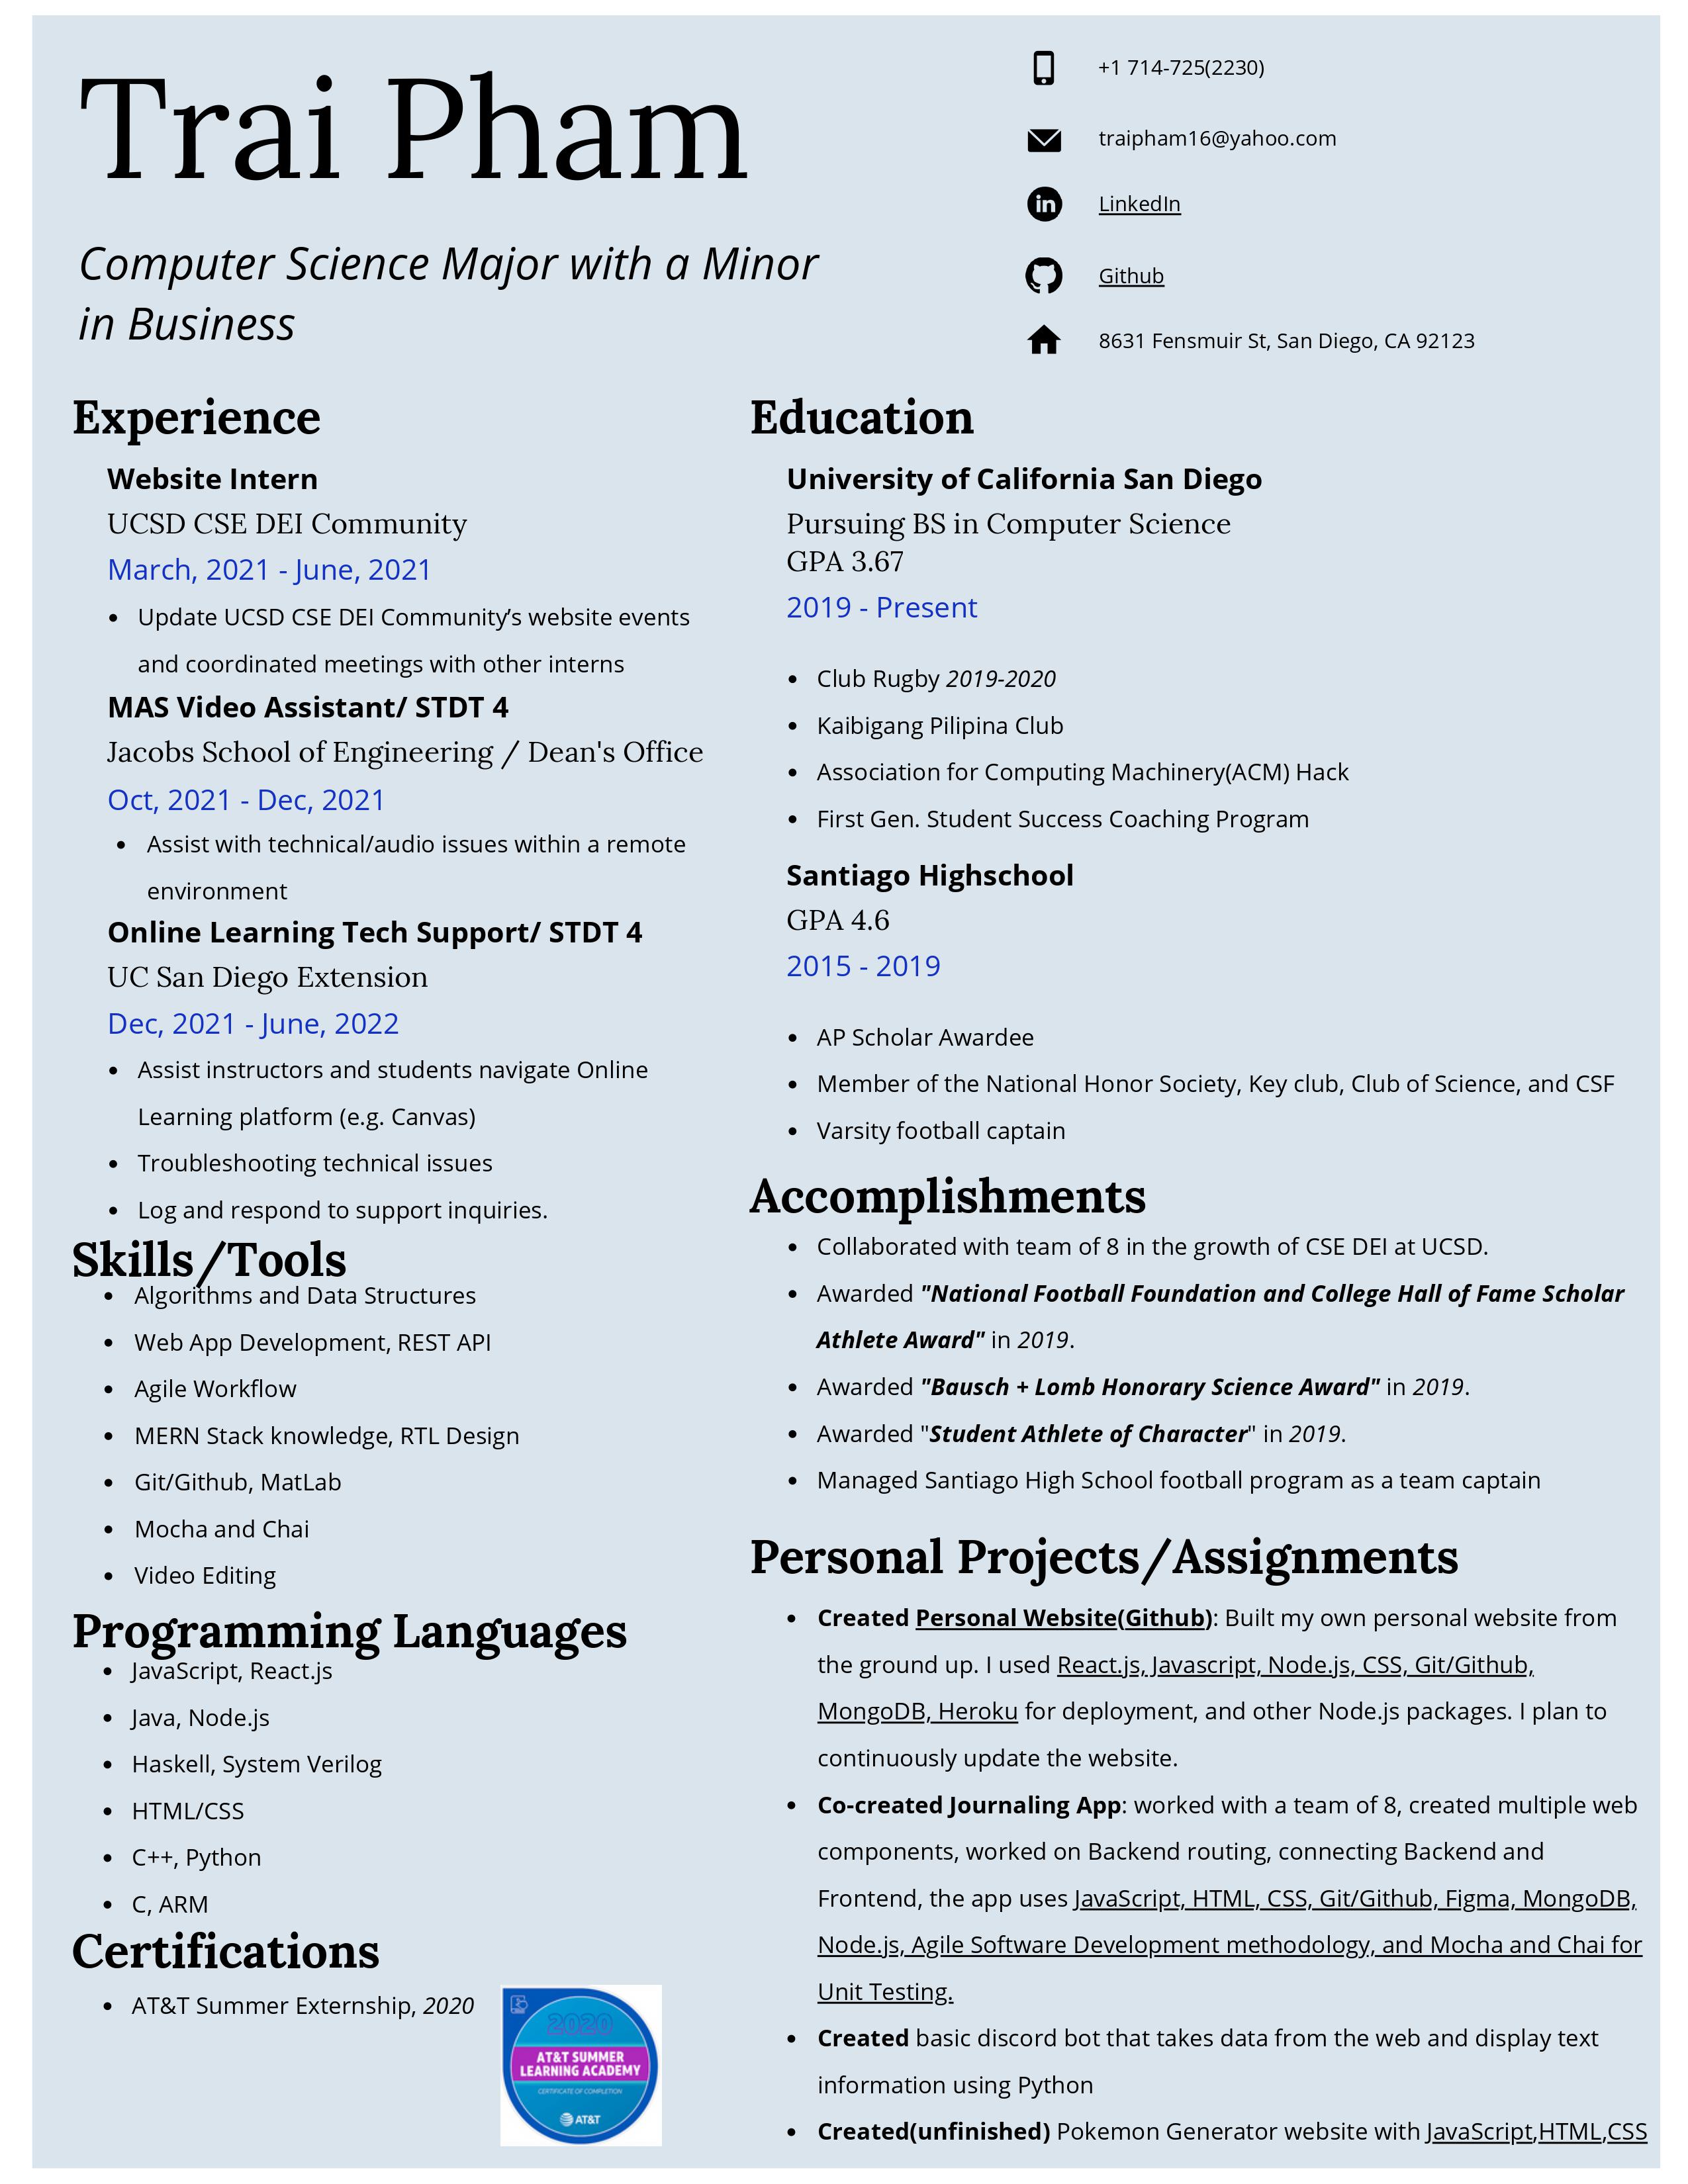 Trai Pham
Computer Science Major with a Minor
in Business
+1 714-725(2230)
traipham16@yahoo.com
LinkedIn
Github
8631 Fensmuir St, San Diego, CA 92123
Experience
Website Intern
UCSD CSE DEI Community
March, 2021 - June, 2021
• Update UCSD CSE DEI Community’s website events
and coordinated meetings with other interns
MAS Video Assistant/ STDT 4
Jacobs School of Engineering / Dean's Office
Oct, 2021 - Dec, 2021
• Assist with technical/audio issues within a remote
environment
Online Learning Tech Support/ STDT 4
UC San Diego Extension
Dec, 2021 - June, 2022
• Assist instructors and students navigate Online
Learning platform (e.g. Canvas)
• Troubleshooting technical issues
• Log and respond to support inquiries.
Skills/Tools
• Algorithms and Data Structures
• Web App Development, REST API
• Agile Workflow
• MERN Stack knowledge, RTL Design
• Git/Github, MatLab
• Mocha and Chai
• Video Editing
Programming Languages
• JavaScript, React.js
• Java, Node.js
• Haskell, System Verilog
• HTML/CSS
• C++, Python
• C, ARM
Certifications
• AT&T Summer Externship, 2020
2020
AT&T SUMMER
LEARNING ACADEMY
CERTIFICATE OF COMPLETION
AT&T
Education
University of California San Diego
Pursuing BS in Computer Science
GPA 3.67
2019 - Present
• Club Rugby 2019-2020
• Kaibigang Pilipina Club
• Association for Computing Machinery(ACM) Hack
• First Gen. Student Success Coaching Program
Santiago Highschool
GPA 4.6
2015 - 2019
• AP Scholar Awardee
• Member of the National Honor Society, Key club, Club of Science, and CSF
• Varsity football captain
Accomplishments
• Collaborated with team of 8 in the growth of CSE DEI at UCSD.
• Awarded "National Football Foundation and College Hall of Fame Scholar
Athlete Award" in 2019.
• Awarded "Bausch + Lomb Honorary Science Award" in 2019.
• Awarded "Student Athlete of Character" in 2019.
• Managed Santiago High School football program as a team captain
Personal Projects/Assignments
• Created Personal Website(Github): Built my own personal website from
the ground up. I used React.js, Javascript, Node.js, CSS, Git/Github,
MongoDB, Heroku for deployment, and other Node.js packages. I plan to
continuously update the website.
• Co-created Journaling App: worked with a team of 8, created multiple web
components, worked on Backend routing, connecting Backend and
Frontend, the app uses JavaScript, HTML, CSS, Git/Github, Figma, MongoDB,
Node.js, Agile Software Development methodology, and Mocha and Chai for
Unit Testing.
• Created basic discord bot that takes data from the web and display text
information using Python
• Created(unfinished) Pokemon Generator website with JavaScript,HTML,CSS